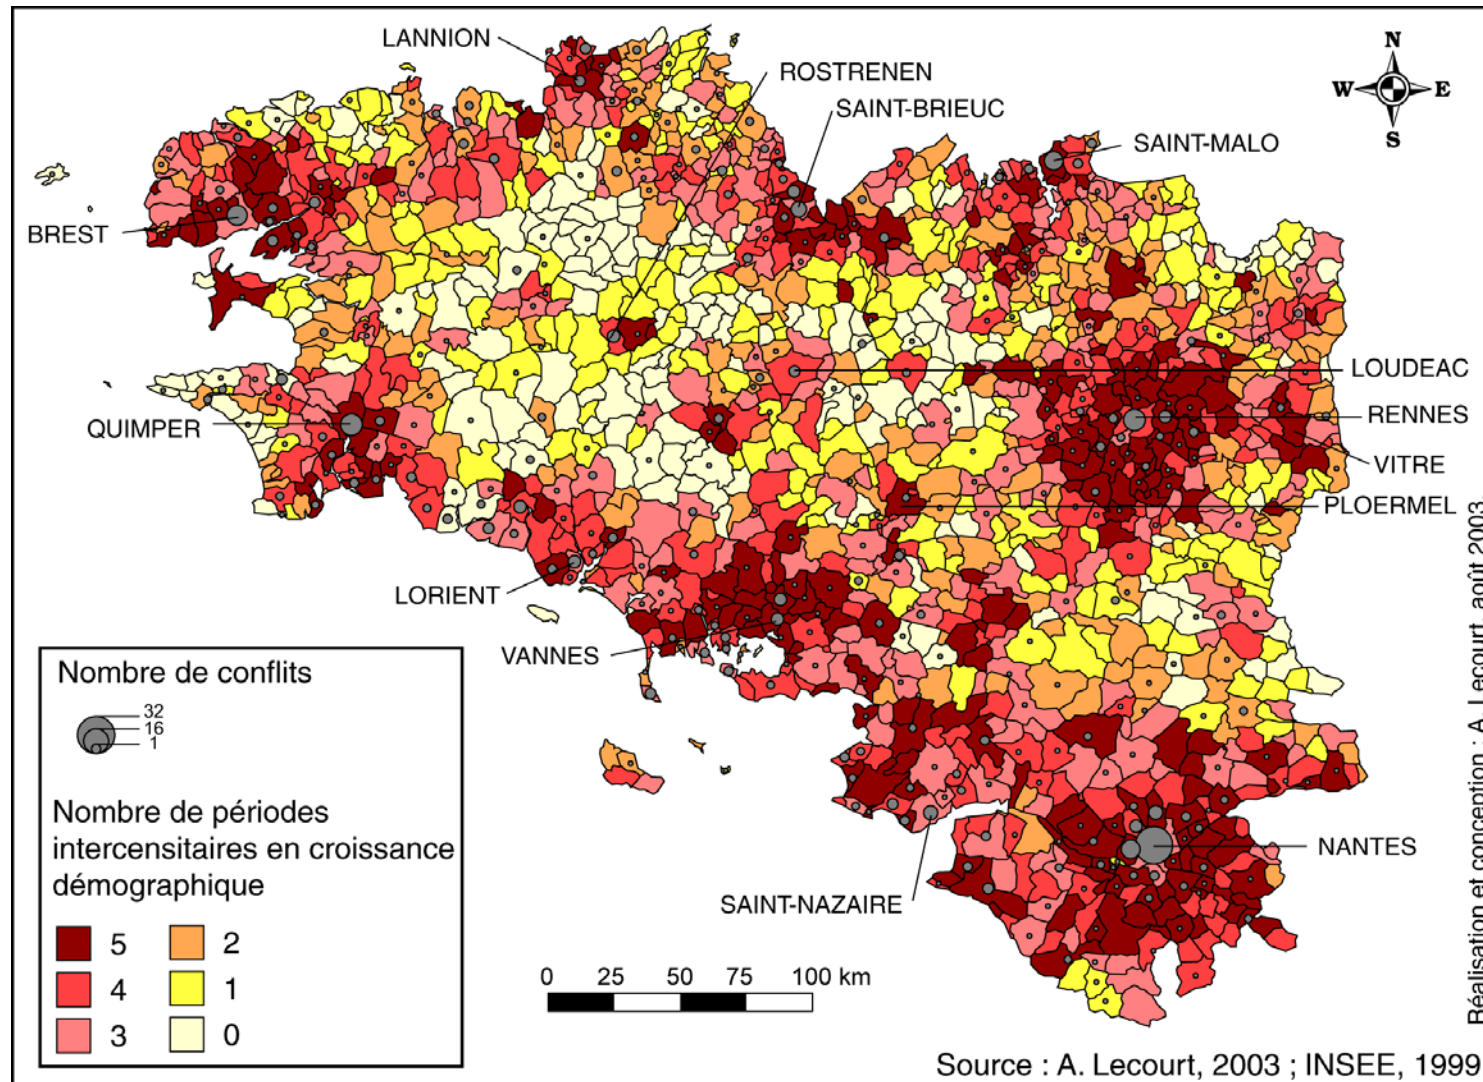 LANNION
ROSTRENEN
SAINT-BRIEUC
SAINT-MALO
N
W E
S
BREST
QUIMPER
LOUDEAC
RENNES
VITRE
PLOERMEL
LORIENT
VANNES
SAINT-NAZAIRE
NANTES
Nombre de conflits
32
16
1
Nombre de périodes
intercensitaires en croissance
démographique
5 2
4 1
3 0
0 25 50 75 100 km
Réalisation et conception : A. Lecourt, août 2003
Source : A. Lecourt, 2003 ; INSEE, 1999